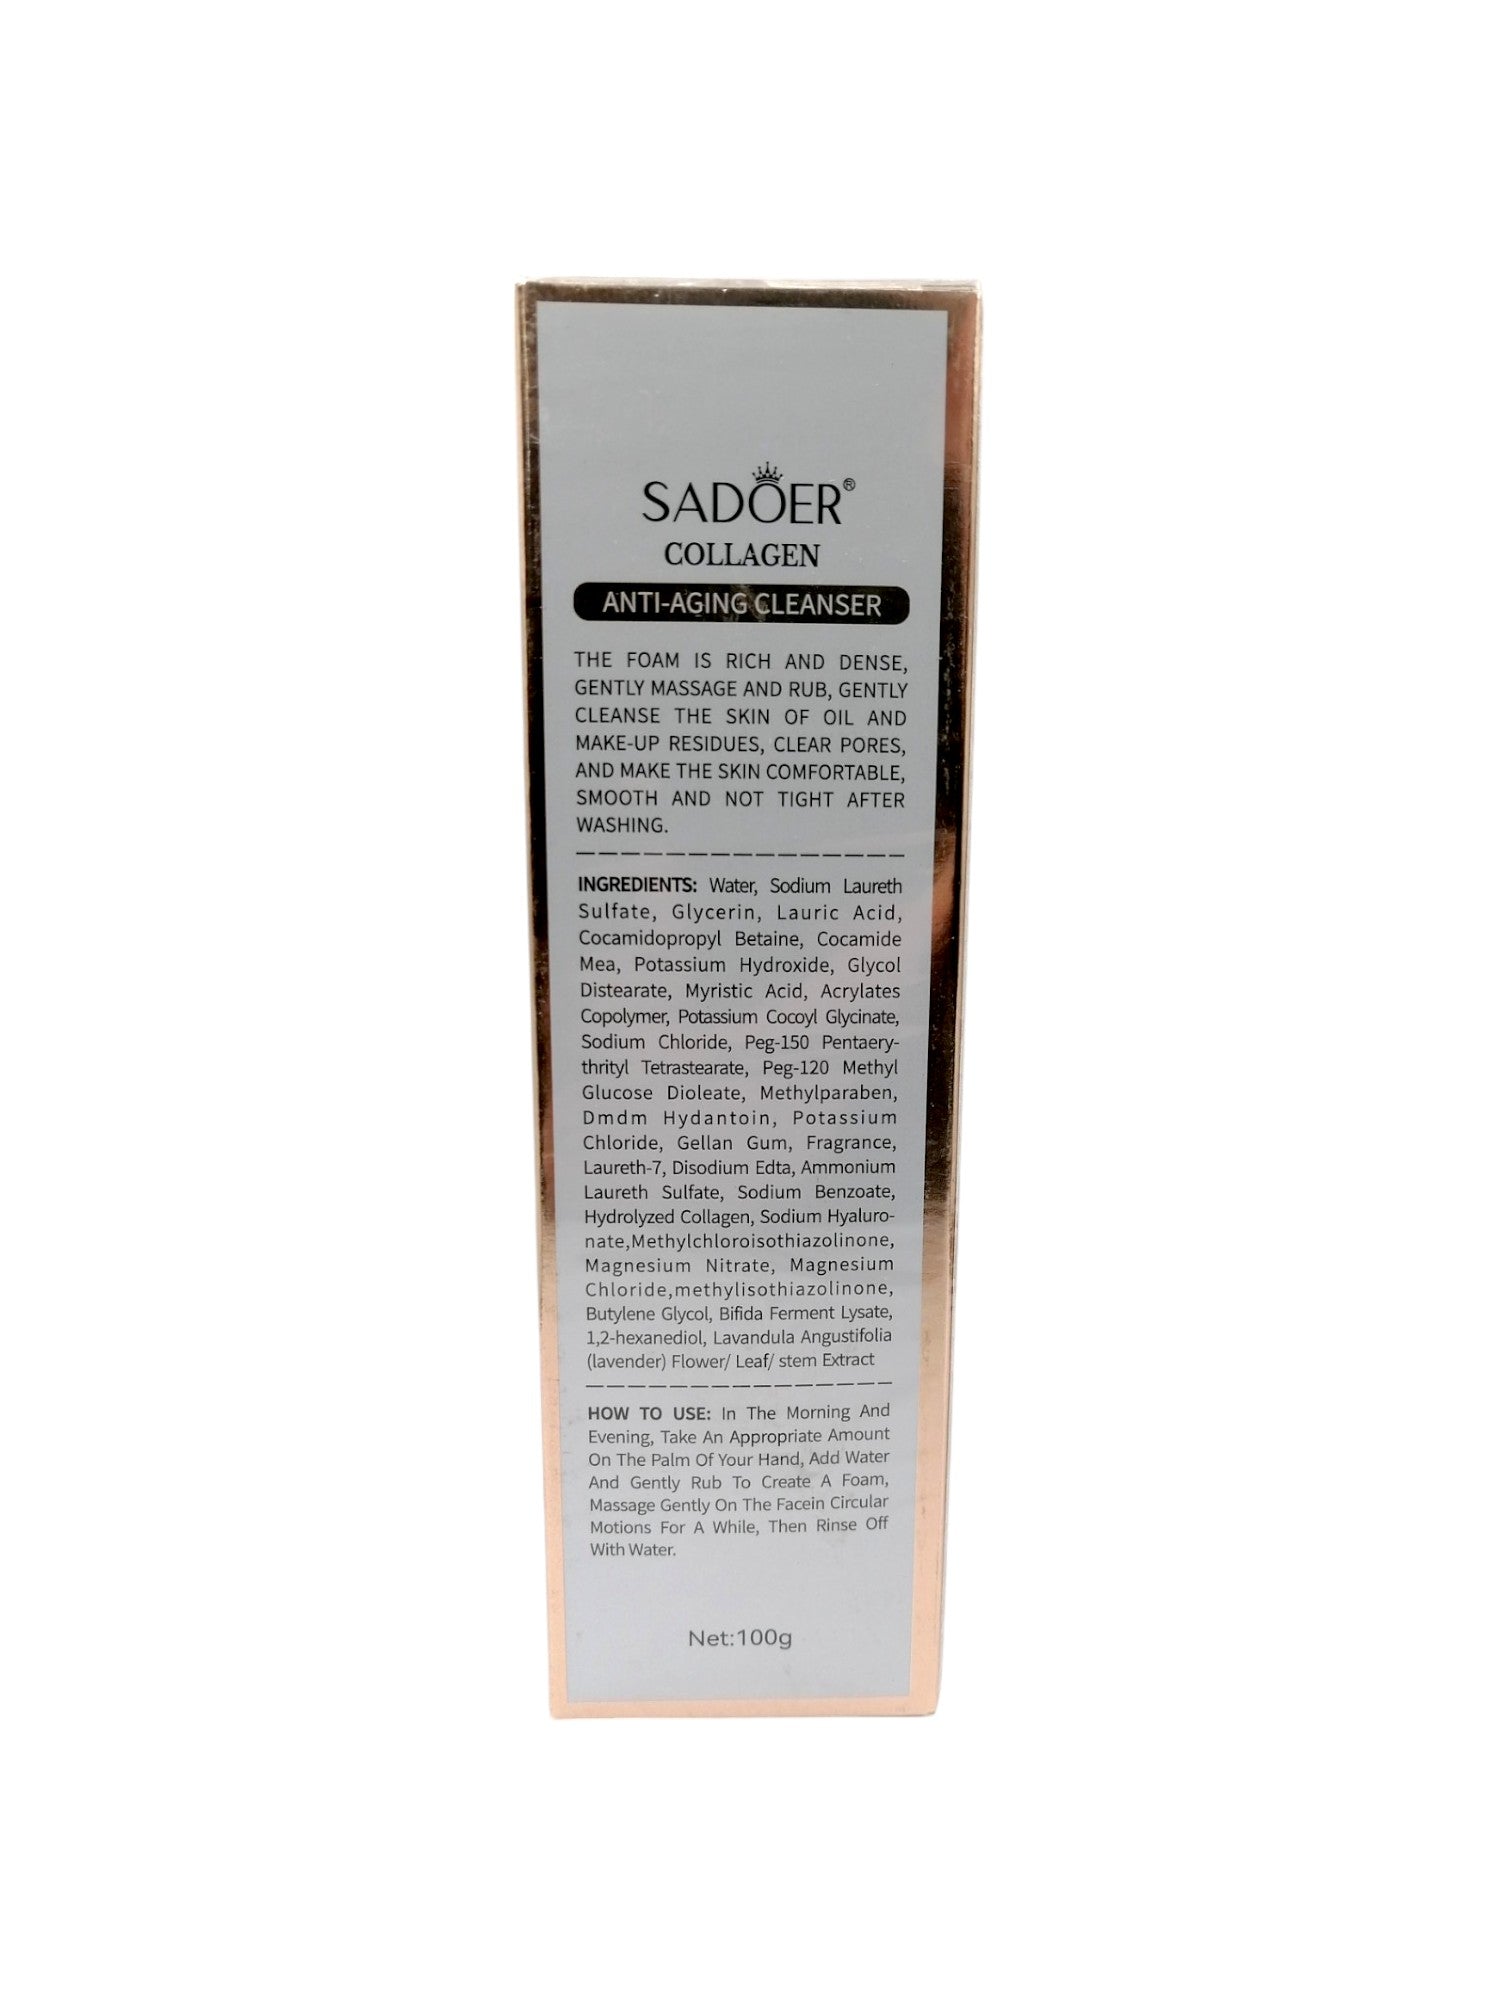 SADOER®
COLLAGEN
ANTI-AGING CLEANSER
THE FOAM IS RICH AND DENSE,
GENTLY MASSAGE AND RUB, GENTLY
CLEANSE THE SKIN OF OIL AND
MAKE-UP RESIDUES, CLEAR PORES,
AND MAKE THE SKIN COMFORTABLE,
SMOOTH AND NOT TIGHT AFTER
WASHING.
INGREDIENTS: Water, Sodium Laureth
Sulfate, Glycerin, Lauric Acid,
Cocamidopropyl Betaine, Cocamide
Mea, Potassium Hydroxide, Glycol
Distearate, Myristic Acid, Acrylates
Copolymer, Potassium Cocoyl Glycinate,
Sodium Chloride, Peg-150 Pentaery-
thrityl Tetrastearate, Peg-120 Methyl
Glucose Dioleate, Methylparaben,
Dmdm Hydantoin, Potassium
Chloride, Gellan Gum, Fragrance,
Laureth-7, Disodium Edta, Ammonium
Laureth Sulfate, Sodium Benzoate,
Hydrolyzed Collagen, Sodium Hyaluro-
nate,Methylchloroisothiazolinone,
Magnesium Nitrate, Magnesium
Chloride,methylisothiazolinone,
Butylene Glycol, Bifida Ferment Lysate,
1,2-hexanediol, Lavandula Angustifolia
(lavender) Flower/ Leaf/ stem Extract
HOW TO USE: In The Morning And
Evening, Take An Appropriate Amount
On The Palm Of Your Hand, Add Water
And Gently Rub To Create A Foam,
Massage Gently On The Facein Circular
Motions For A While, Then Rinse Off
With Water.
Net:100g